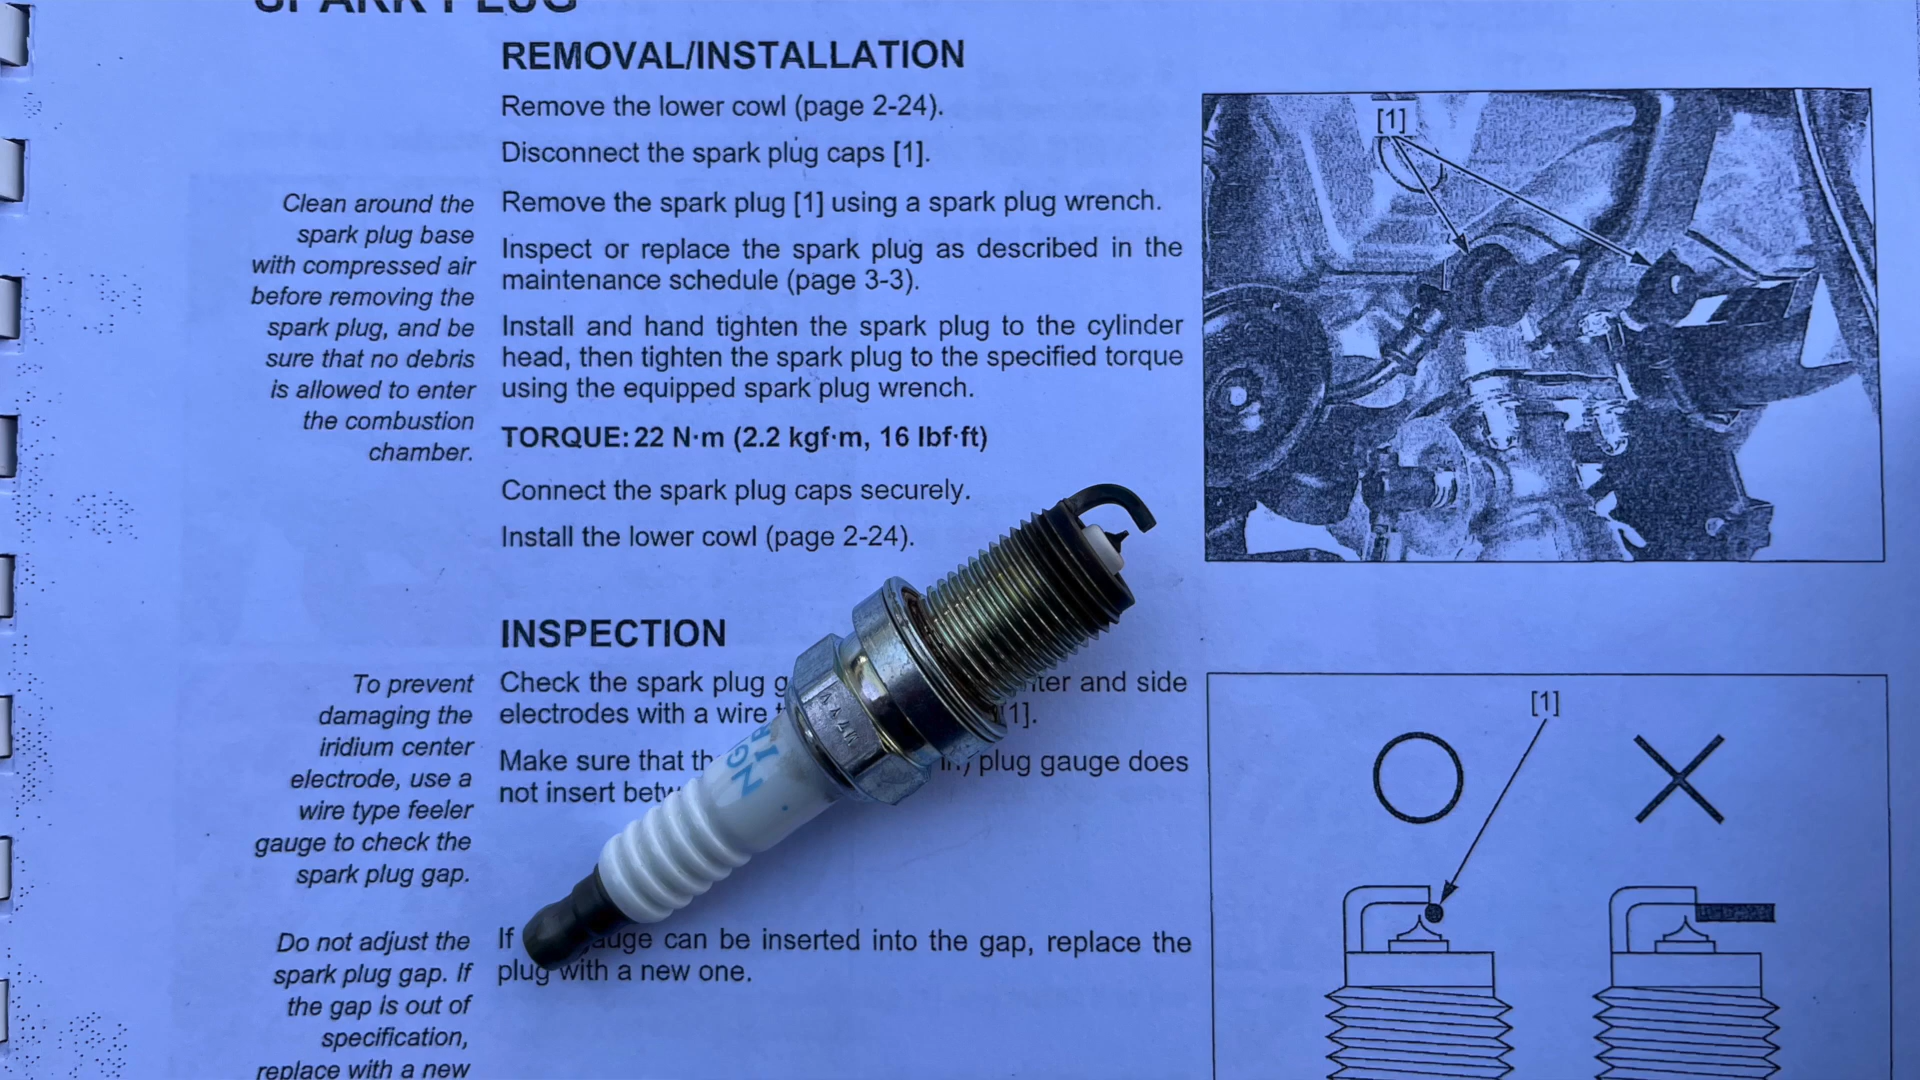 SPARK PLUG
REMOVAL/INSTALLATION
Remove the lower cowl (page 2-24).
Disconnect the spark plug caps [1].
Clean around the
spark plug base
with compressed air
before removing the
spark plug, and be
sure that no debris
is allowed to enter
the combustion
chamber.
Remove the spark plug [1] using a spark plug wrench.
Inspect or replace the spark plug as described in the
maintenance schedule (page 3-3).
Install and hand tighten the spark plug to the cylinder
head, then tighten the spark plug to the specified torque
using the equipped spark plug wrench.
TORQUE: 22 N·m (2.2 kgf·m, 16 lbf·ft)
Connect the spark plug caps securely.
Install the lower cowl (page 2-24).
[1]
INSPECTION
To prevent
damaging the
iridium center
electrode, use a
wire type feeler
gauge to check the
spark plug gap.
Check the spark plug and side
electrodes with a wire [1].
Make sure that plug gauge does
not insert
Do not adjust the
spark plug gap. If
the gap is out of
specification,
replace with a new
If can be inserted into the gap, replace the
plug with a new one.
[1]
NG